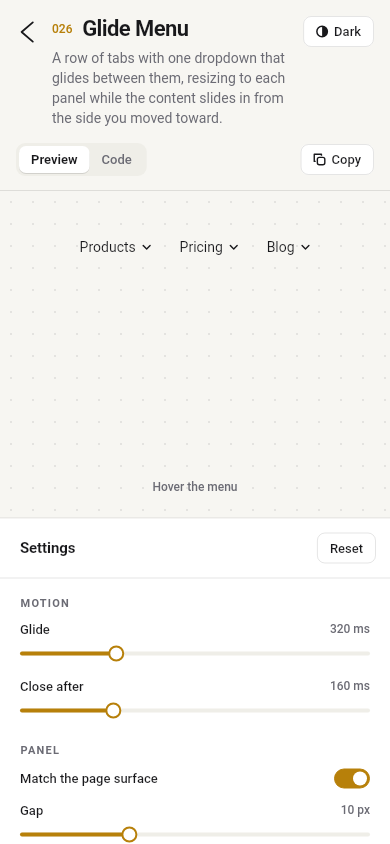 026 Glide Menu
Dark
A row of tabs with one dropdown that
glides between them, resizing to each
panel while the content slides in from
the side you moved toward.
Preview Code
Copy
Products Pricing Blog
Hover the menu
Settings
Reset
MOTION
Glide 320 ms
Close after 160 ms
PANEL
Match the page surface
Gap 10 px